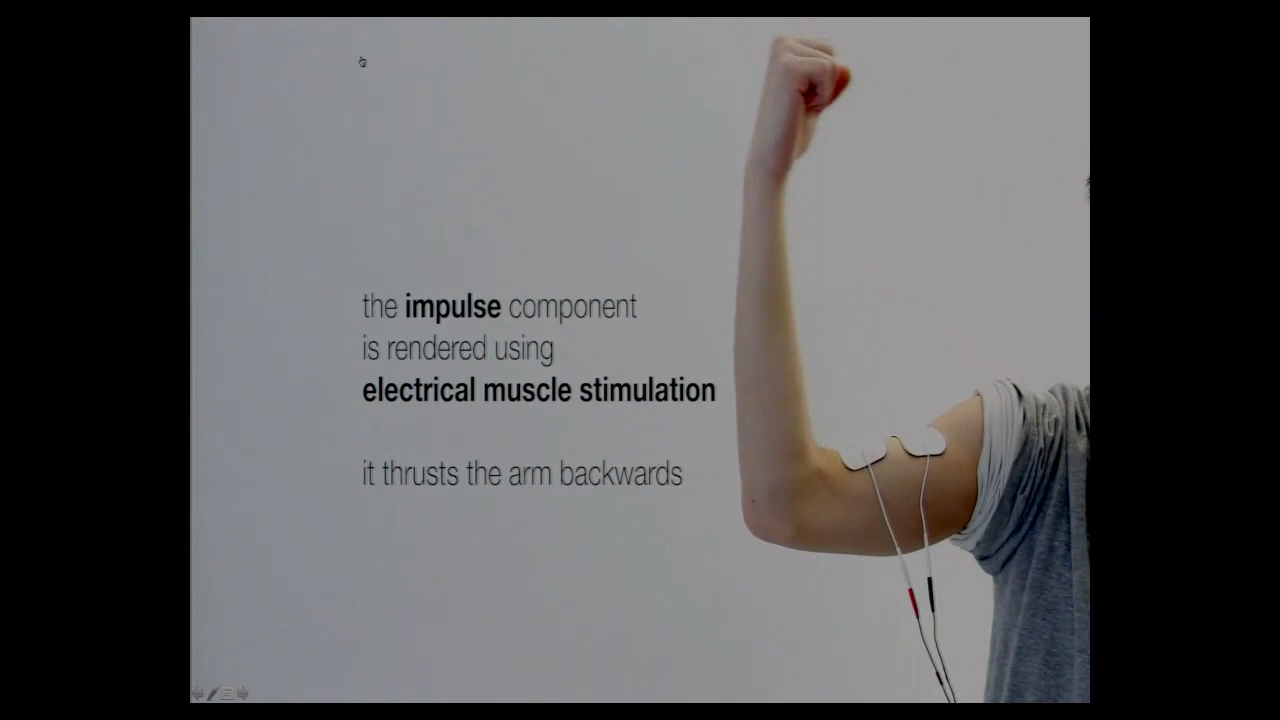 the impulse component
is rendered using
electrical muscle stimulation
it thrusts the arm backwards